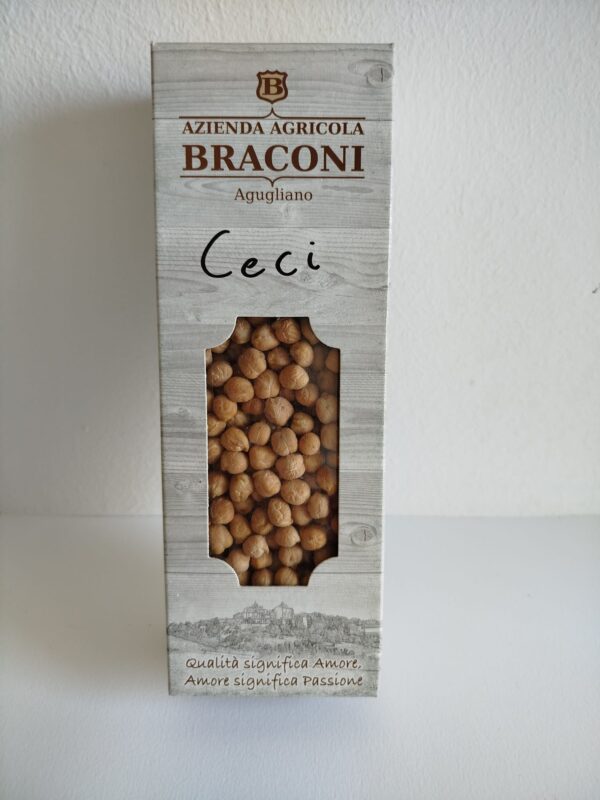 B
AZIENDA AGRICOLA
BRACONI
Agugliano
Ceci
Qualità significa Amore.
Amore significa Passione